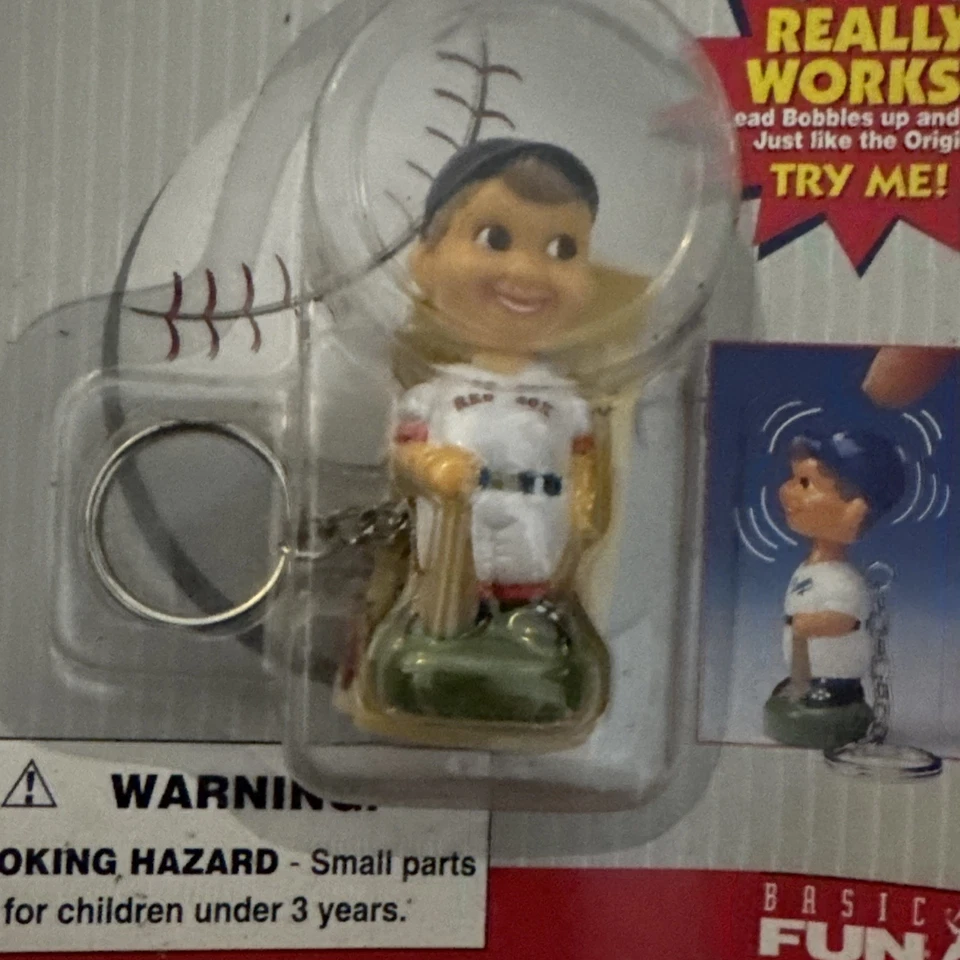 REALLY
WORKS
ead Bobbles up and
Just like the Origi
TRY ME!
RED SOX
WARNING:
OKING HAZARD - Small parts
for children under 3 years.
BASIC
FUN